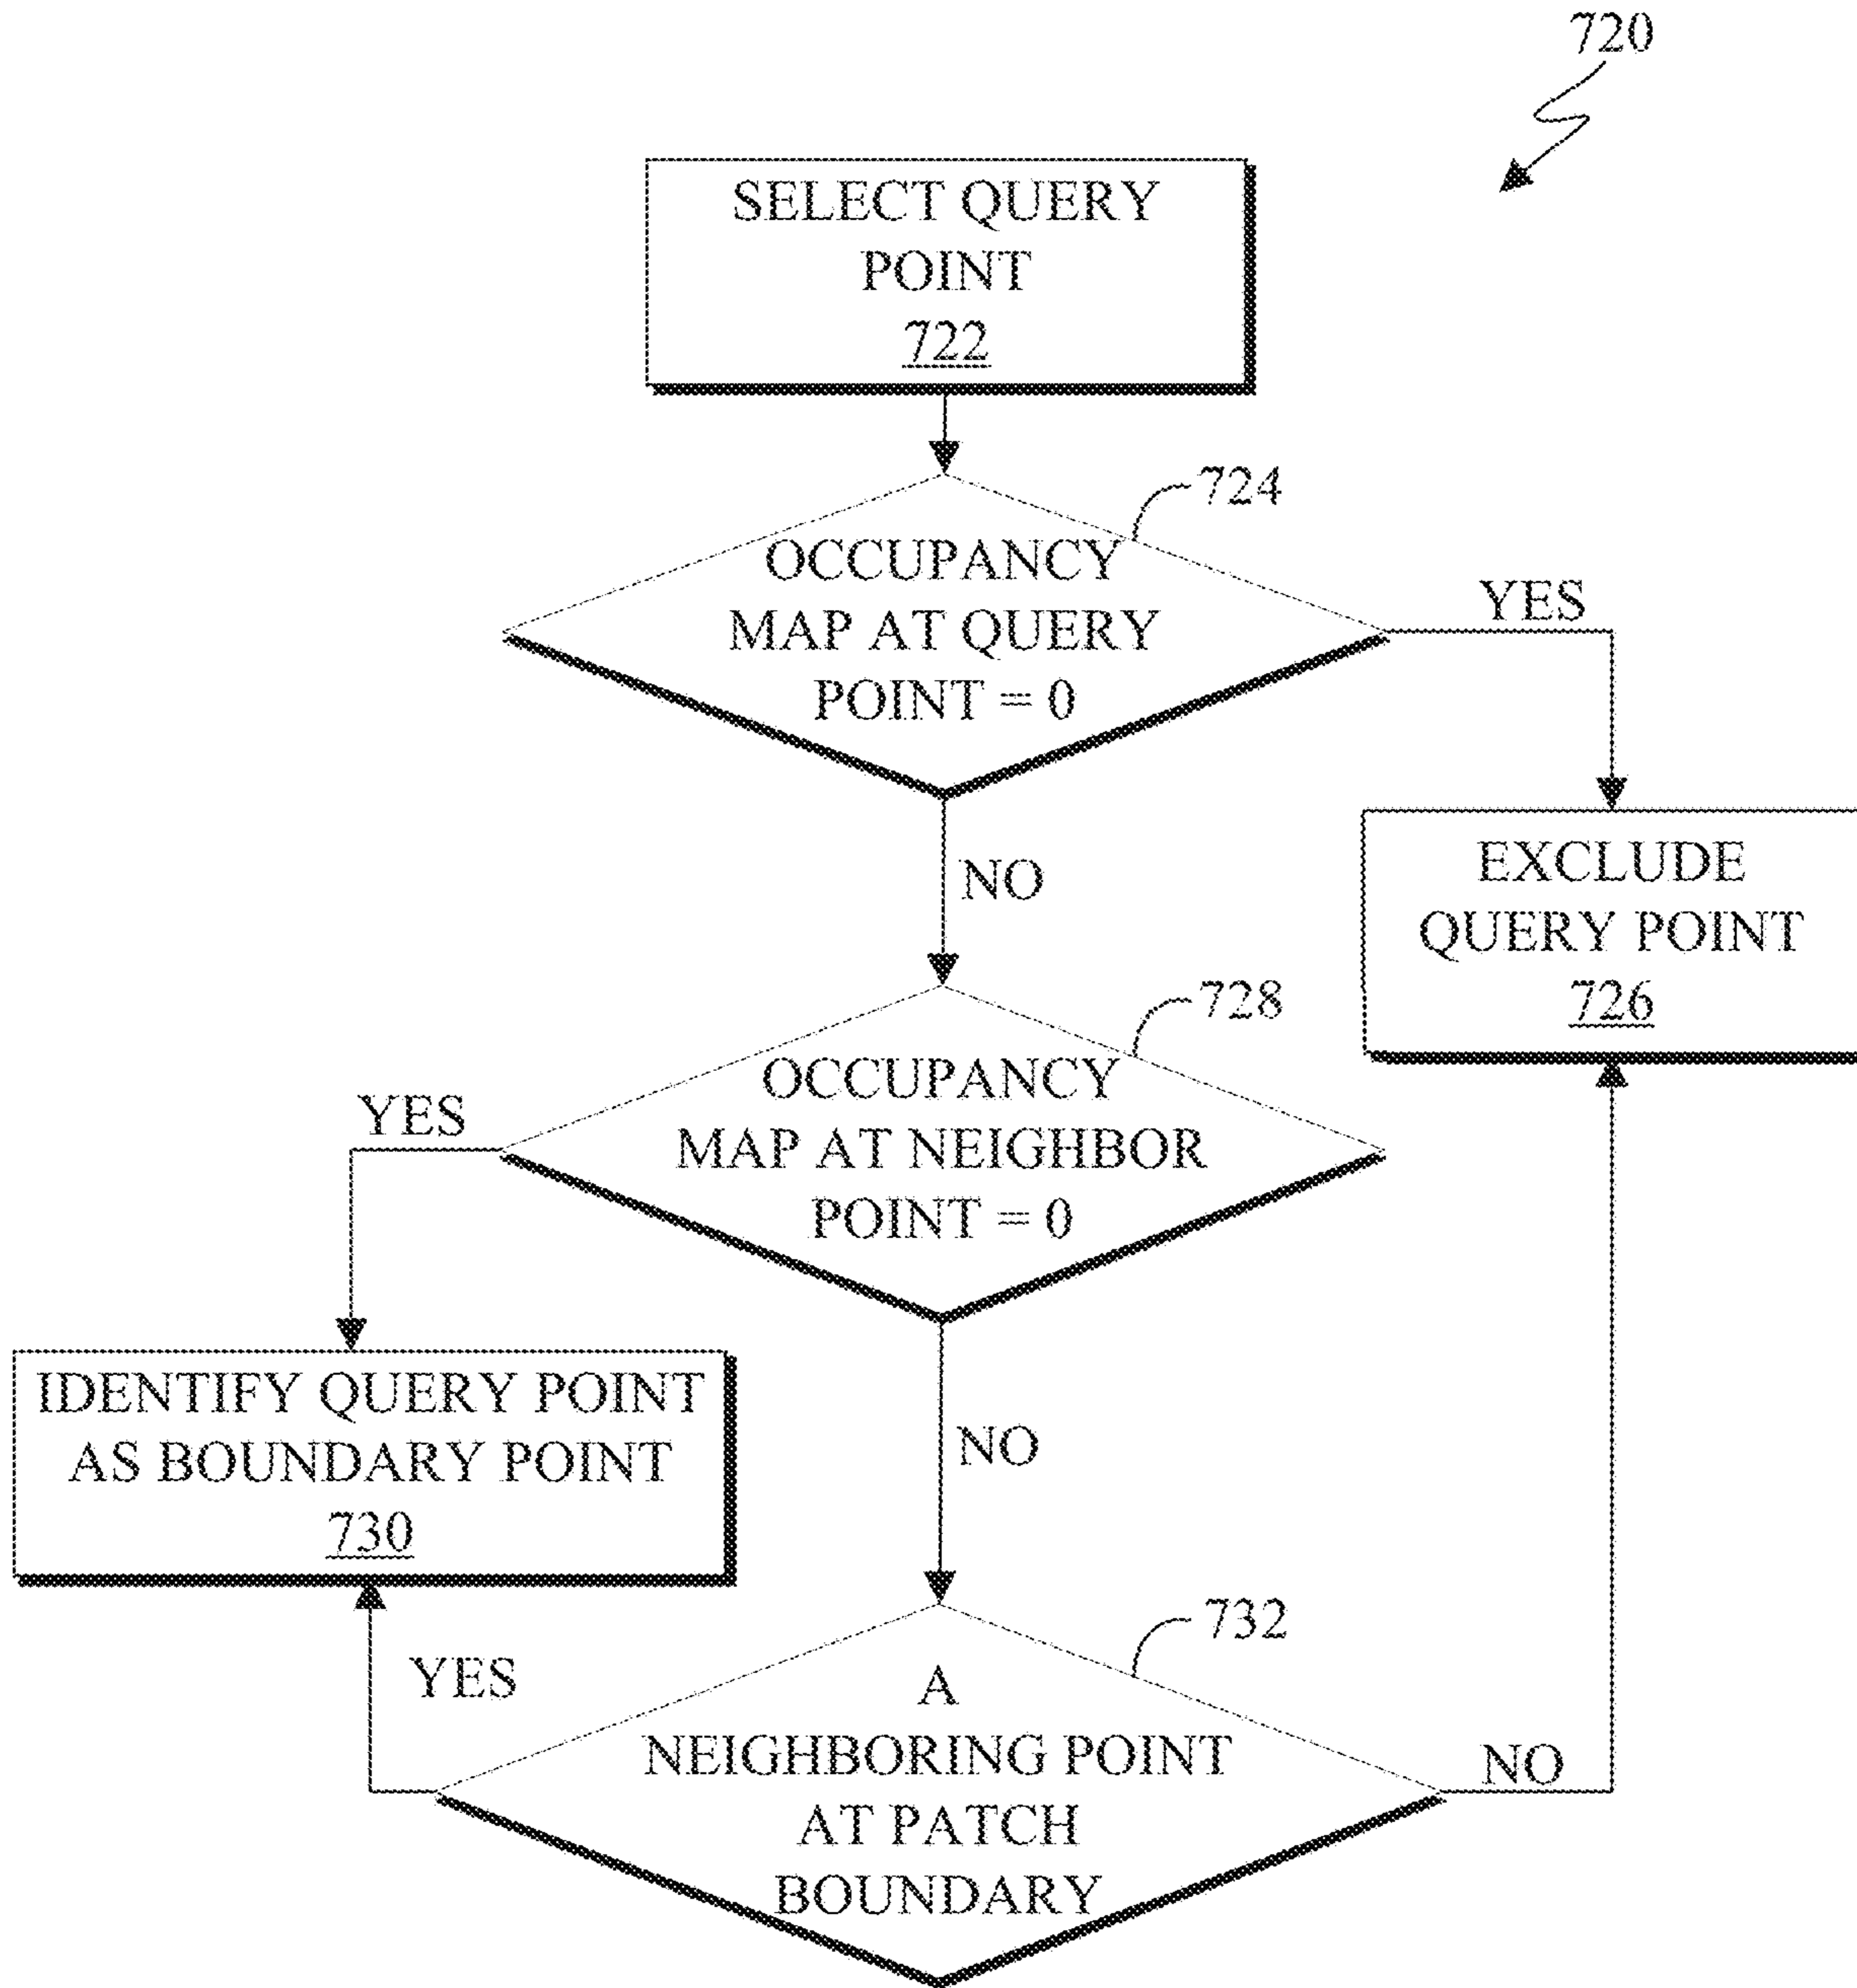 720
SELECT QUERY
POINT
722
724
OCCUPANCY
MAP AT QUERY
POINT = 0
YES
NO
EXCLUDE
QUERY POINT
726
728
OCCUPANCY
MAP AT NEIGHBOR
POINT = 0
YES
NO
IDENTIFY QUERY POINT
AS BOUNDARY POINT
730
732
A
NEIGHBORING POINT
AT PATCH
BOUNDARY
YES
NO